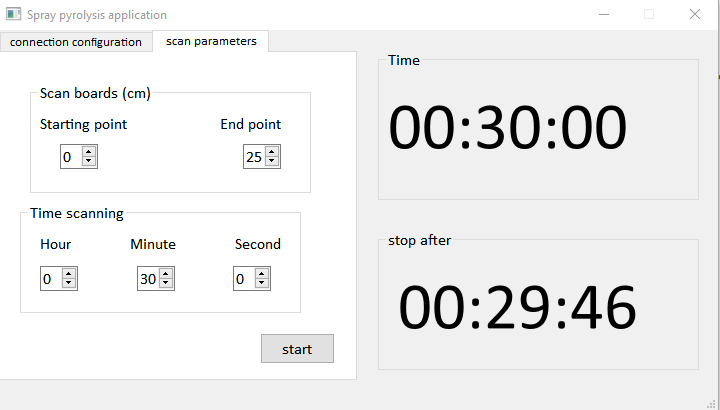 Spray pyrolysis application
connection configuration
scan parameters
Scan boards (cm)
Starting point End point
0 25
Time scanning
Hour Minute Second
0 30 0
start
Time
00:30:00
stop after
00:29:46